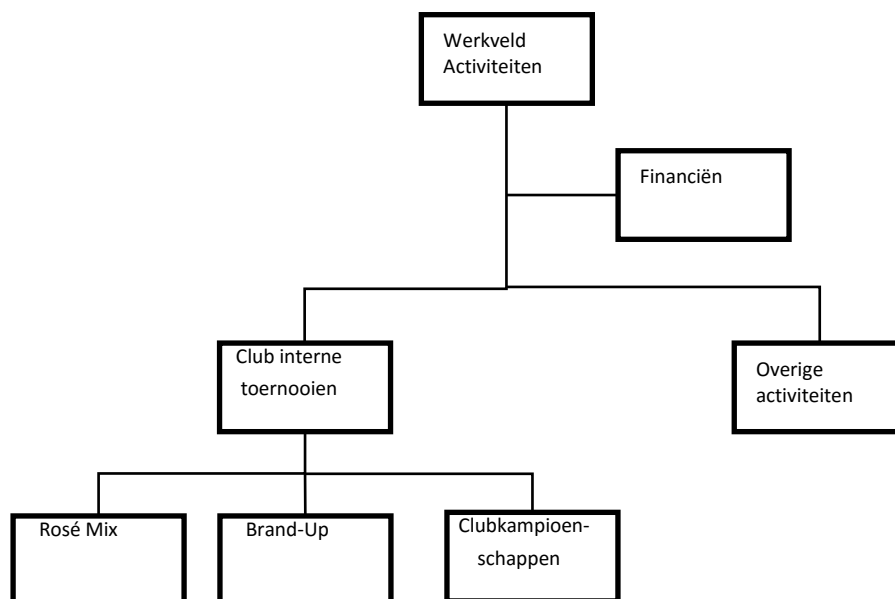 Werkveld
Activiteiten
Financiën
Club interne
toernooien
Overige
activiteiten
Rosé Mix
Brand-Up
Clubkampioen-
schappen